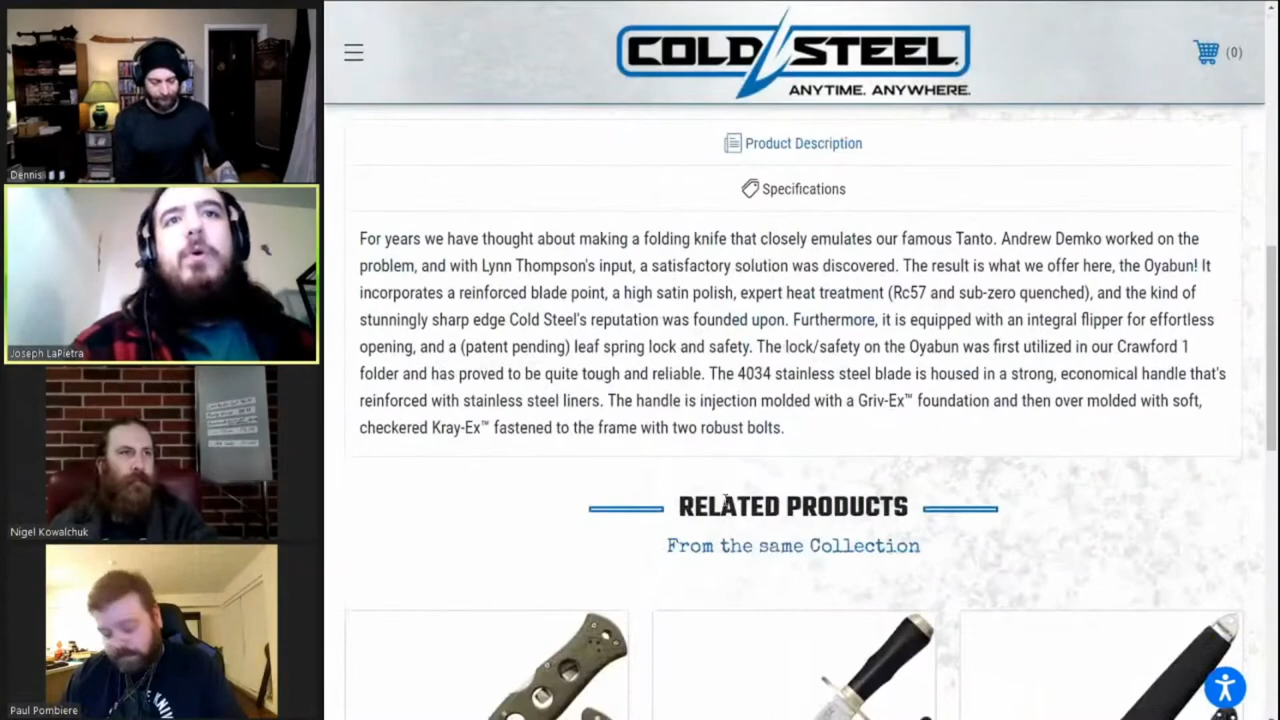 Dennis
Joseph LaPietra
Nigel Kowalchuk
Paul Pombiere
COLD STEEL
ANYTIME. ANYWHERE.
(0)
Product Description
Specifications
For years we have thought about making a folding knife that closely emulates our famous Tanto. Andrew Demko worked on the
problem, and with Lynn Thompson's input, a satisfactory solution was discovered. The result is what we offer here, the Oyabun! It
incorporates a reinforced blade point, a high satin polish, expert heat treatment (Rc57 and sub-zero quenched), and the kind of
stunningly sharp edge Cold Steel's reputation was founded upon. Furthermore, it is equipped with an integral flipper for effortless
opening, and a (patent pending) leaf spring lock and safety. The lock/safety on the Oyabun was first utilized in our Crawford 1
folder and has proved to be quite tough and reliable. The 4034 stainless steel blade is housed in a strong, economical handle that's
reinforced with stainless steel liners. The handle is injection molded with a Griv-Ex™ foundation and then over molded with soft,
checkered Kray-Ex™ fastened to the frame with two robust bolts.
RELATED PRODUCTS
From the same Collection